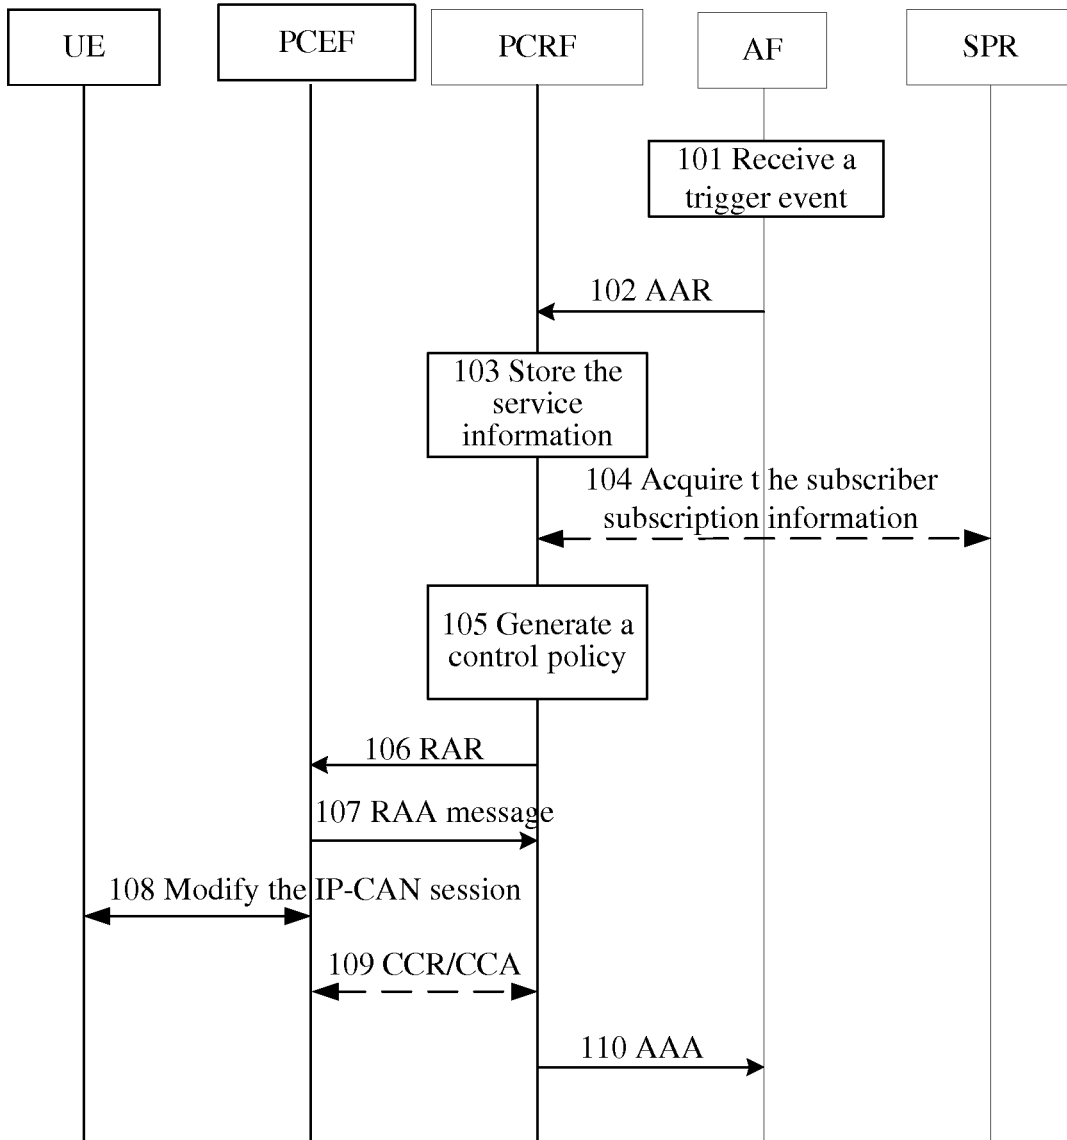 UE
PCEF
PCRF
AF
SPR
101 Receive a
trigger event
102 AAR
103 Store the
service
information
104 Acquire t he subscriber
subscription information
105 Generate a
control policy
106 RAR
107 RAA message
108 Modify the IP-CAN session
109 CCR/CCA
110 AAA